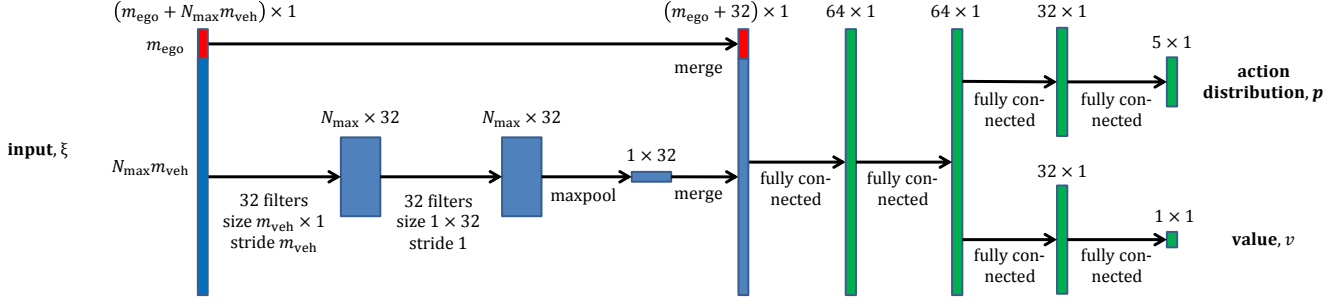 (m_ego + N_max m_veh) × 1
(m_ego + 32) × 1
64 × 1
64 × 1
32 × 1
5 × 1
m_ego
merge
action
distribution, p
fully con-
nected
fully con-
nected
N_max × 32
N_max × 32
1 × 32
input, ξ
N_max m_veh
32 filters
size m_veh × 1
stride m_veh
32 filters
size 1 × 32
stride 1
maxpool
merge
fully con-
nected
fully con-
nected
32 × 1
1 × 1
value, v
fully con-
nected
fully con-
nected